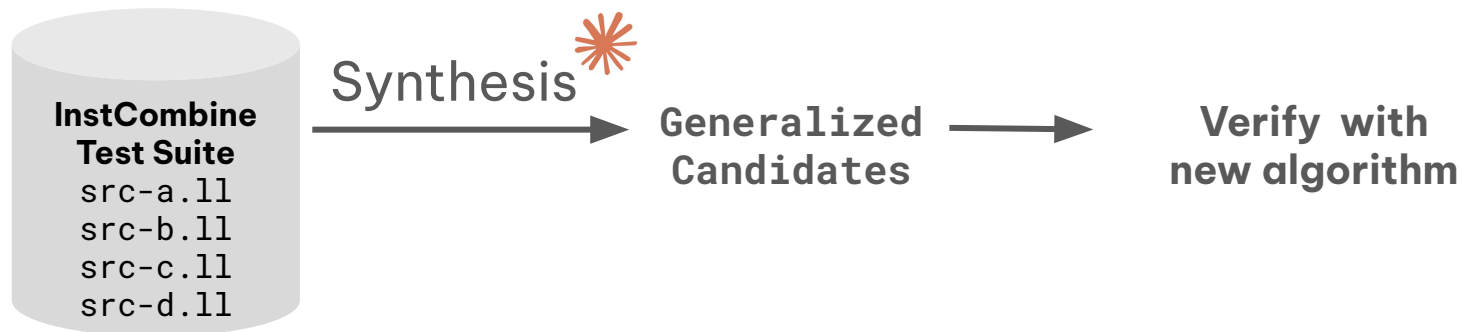 InstCombine
Test Suite
src-a.ll
src-b.ll
src-c.ll
src-d.ll
Synthesis
Generalized
Candidates
Verify with
new algorithm